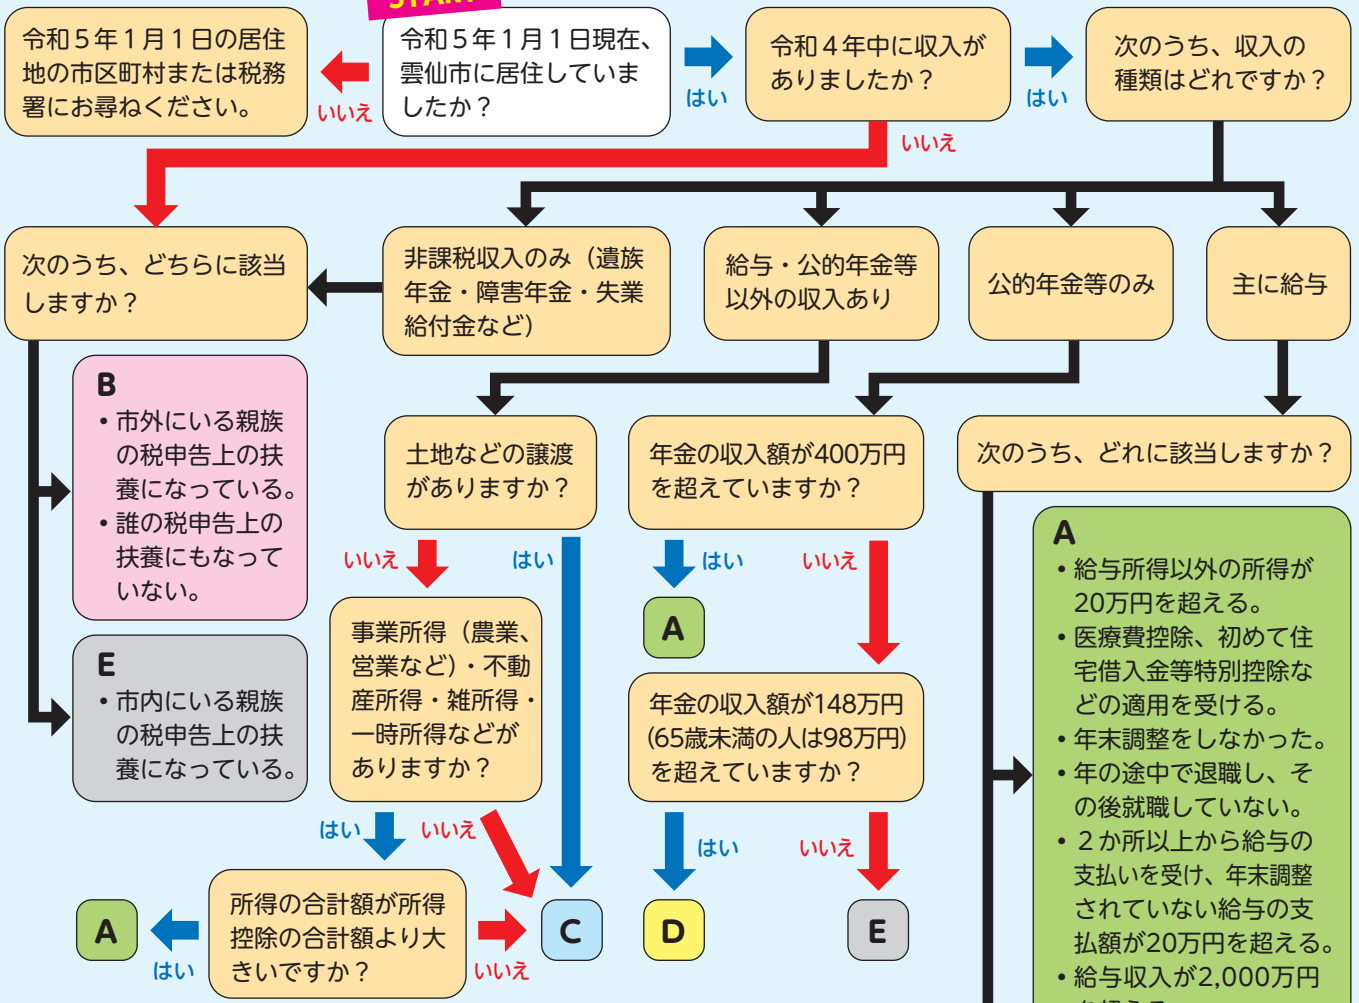 START
令和５年１月１日の居住
地の市区町村または税務
署にお尋ねください。
いいえ
令和５年１月１日現在、
雲仙市に居住していま
したか？
はい
令和４年中に収入が
ありましたか？
はい
次のうち、収入の
種類はどれですか？
いいえ
次のうち、どちらに該当
しますか？
非課税収入のみ（遺族
年金・障害年金・失業
給付金など）
給与・公的年金等
以外の収入あり
公的年金等のみ
主に給与
B
・市外にいる親族
の税申告上の扶
養になっている。
・誰の税申告上の
扶養にもなって
いない。
E
・市内にいる親族
の税申告上の扶
養になっている。
土地などの譲渡
がありますか？
いいえ
はい
事業所得（農業、
営業など）・不動
産所得・雑所得・
一時所得などが
ありますか？
はい
いいえ
所得の合計額が所得
控除の合計額より大
きいですか？
はい
A
いいえ
C
年金の収入額が400万円
を超えていますか？
はい
いいえ
A
年金の収入額が148万円
(65歳未満の人は98万円)
を超えていますか？
はい
いいえ
D
E
次のうち、どれに該当しますか？
A
・給与所得以外の所得が
20万円を超える。
・医療費控除、初めて住
宅借入金等特別控除な
どの適用を受ける。
・年末調整をしなかった。
・年の途中で退職し、そ
の後就職していない。
・２か所以上から給与の
支払いを受け、年末調整
されていない給与の支
払額が20万円を超える。
・給与収入が2,000万円